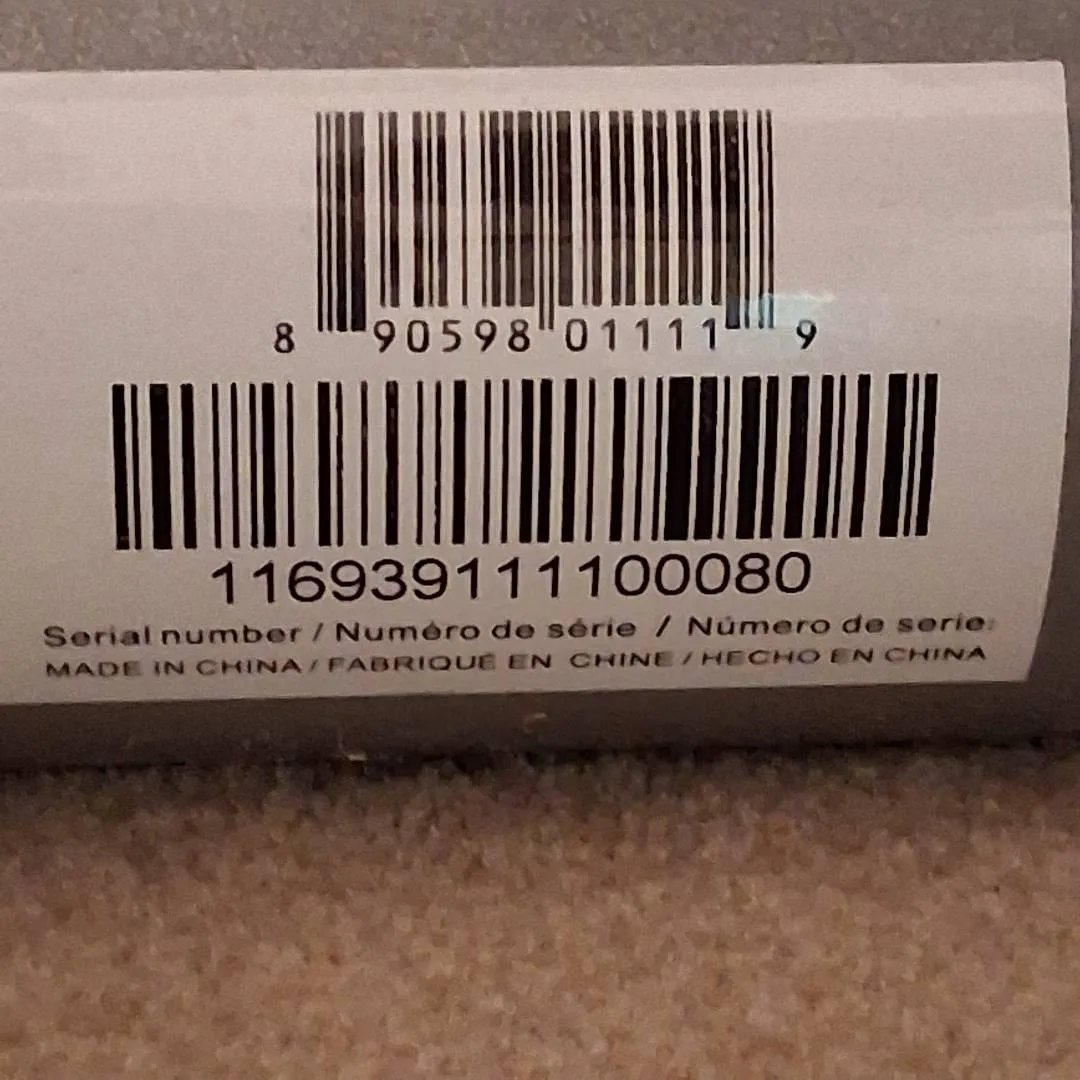 8 90598 01111 9
116939111100080
Serial number / Numéro de série / Número de serie:
MADE IN CHINA / FABRIQUÉ EN CHINE / HECHO EN CHINA